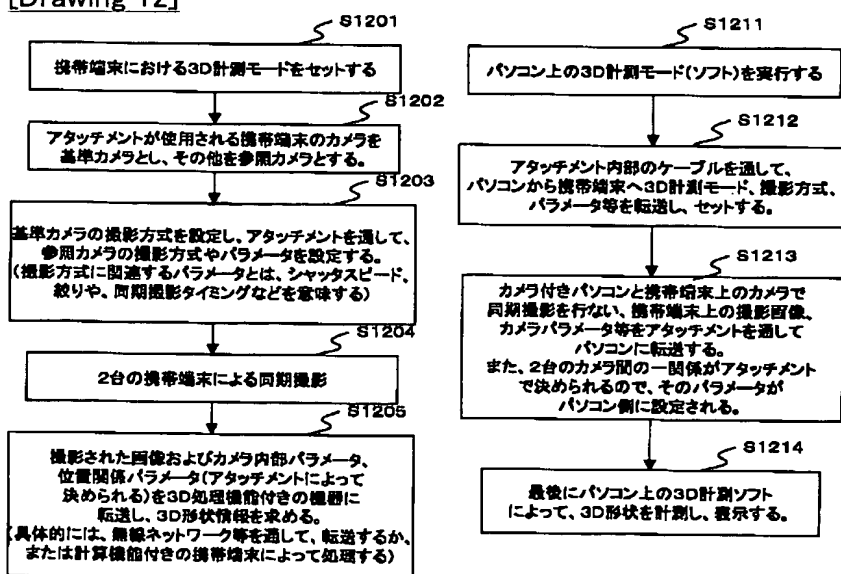 [Drawing 12]
S1201
携帯端末における3D計測モードをセットする
S1202
アタッチメントが使用される携帯端末のカメラを
基準カメラとし、その他を参照カメラとする。
S1203
基準カメラの撮影方式を設定し、アタッチメントを通して、
参照カメラの撮影方式やパラメータを設定する。
(撮影方式に関連するパラメータとは、シャッタスピード、
絞りや、同期撮影タイミングなどを意味する)
S1204
2台の携帯端末による同期撮影
S1205
撮影された画像およびカメラ内部パラメータ、
位置関係パラメータ(アタッチメントによって
決められる)を3D処理機能付きの機器に
転送し、3D形状情報を求める。
(具体的には、無線ネットワーク等を通して、転送するか、
または計算機能付きの携帯端末によって処理する)
S1211
パソコン上の3D計測モード(ソフト)を実行する
S1212
アタッチメント内部のケーブルを通して、
パソコンから携帯端末へ3D計測モード、撮影方式、
パラメータ等を転送し、セットする。
S1213
カメラ付きパソコンと携帯端末上のカメラで
同期撮影を行ない、携帯端末上の撮影画像、
カメラパラメータ等をアタッチメントを通して
パソコンに転送する。
また、2台のカメラ間の一関係がアタッチメント
で決められるので、そのパラメータが
パソコン側に設定される。
S1214
最後にパソコン上の3D計測ソフト
によって、3D形状を計測し、表示する。